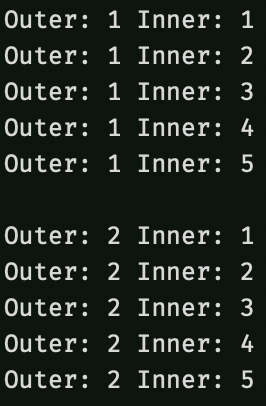 Outer: 1 Inner: 1
Outer: 1 Inner: 2
Outer: 1 Inner: 3
Outer: 1 Inner: 4
Outer: 1 Inner: 5
Outer: 2 Inner: 1
Outer: 2 Inner: 2
Outer: 2 Inner: 3
Outer: 2 Inner: 4
Outer: 2 Inner: 5